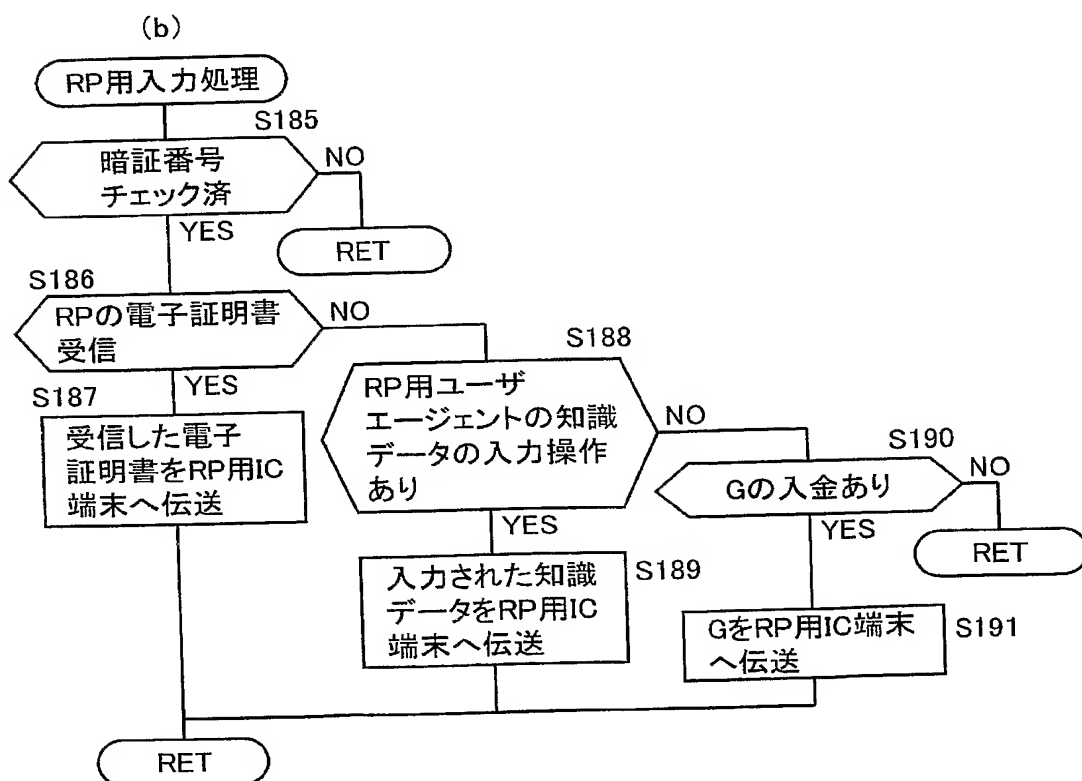 (b)
RP用入力処理
S185
暗証番号
チェック済
NO
YES
RET
S186
RPの電子証明書
受信
NO
YES
S187
受信した電子
証明書をRP用IC
端末へ伝送
S188
RP用ユーザ
エージェントの知識
データの入力操作
あり
NO
YES
S189
入力された知識
データをRP用IC
端末へ伝送
S190
Gの入金あり
NO
YES
RET
GをRP用IC端末
へ伝送
S191
RET